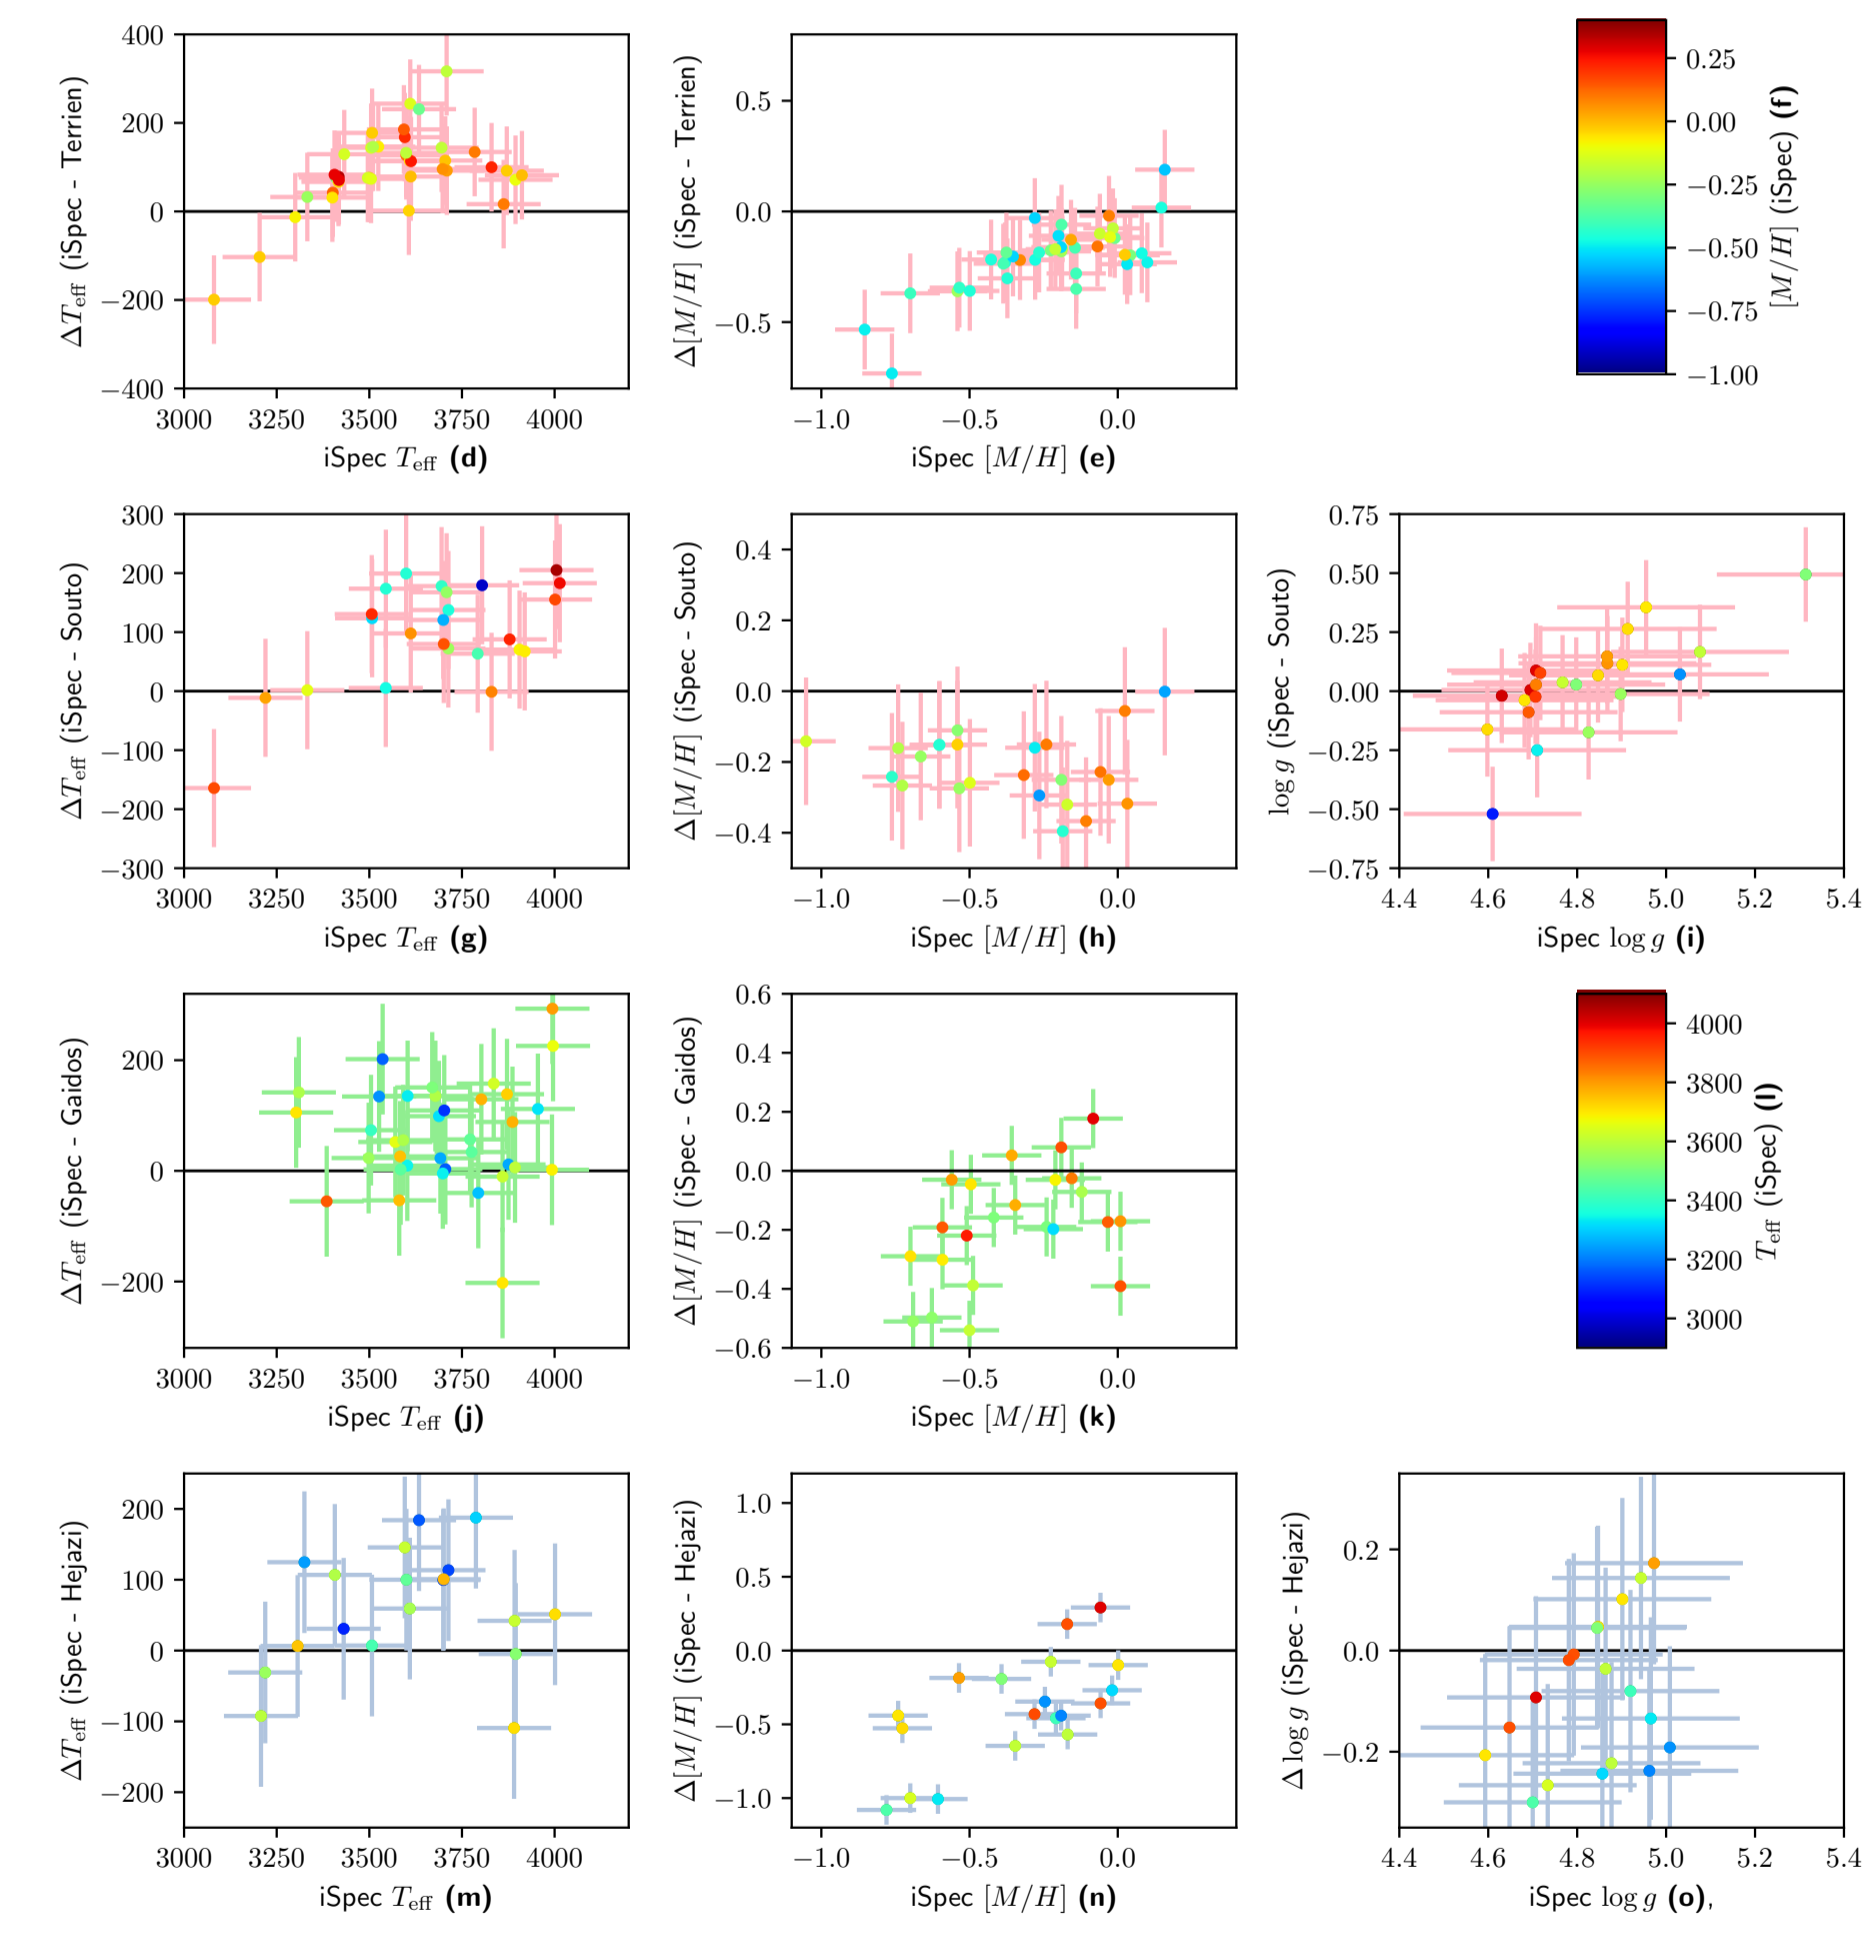 400
200
0
−200
−400
ΔT_eff (iSpec - Terrien)
3000 3250 3500 3750 4000
iSpec T_eff (d)
0.5
0.0
−0.5
Δ[M/H] (iSpec - Terrien)
−1.0 −0.5 0.0
iSpec [M/H] (e)
0.25
0.00
−0.25
−0.50
−0.75
−1.00
[M/H] (iSpec) (f)
300
200
100
0
−100
−200
−300
ΔT_eff (iSpec - Souto)
3000 3250 3500 3750 4000
iSpec T_eff (g)
0.4
0.2
0.0
−0.2
−0.4
Δ[M/H] (iSpec - Souto)
−1.0 −0.5 0.0
iSpec [M/H] (h)
0.75
0.50
0.25
0.00
−0.25
−0.50
−0.75
log g (iSpec - Souto)
4.4 4.6 4.8 5.0 5.2 5.4
iSpec log g (i)
200
0
−200
ΔT_eff (iSpec - Gaidos)
3000 3250 3500 3750 4000
iSpec T_eff (j)
0.6
0.4
0.2
0.0
−0.2
−0.4
−0.6
Δ[M/H] (iSpec - Gaidos)
−1.0 −0.5 0.0
iSpec [M/H] (k)
4000
3800
3600
3400
3200
3000
T_eff (iSpec) (l)
200
100
0
−100
−200
ΔT_eff (iSpec - Hejazi)
3000 3250 3500 3750 4000
iSpec T_eff (m)
1.0
0.5
0.0
−0.5
−1.0
Δ[M/H] (iSpec - Hejazi)
−1.0 −0.5 0.0
iSpec [M/H] (n)
0.2
0.0
−0.2
Δ log g (iSpec - Hejazi)
4.4 4.6 4.8 5.0 5.2 5.4
iSpec log g (o),